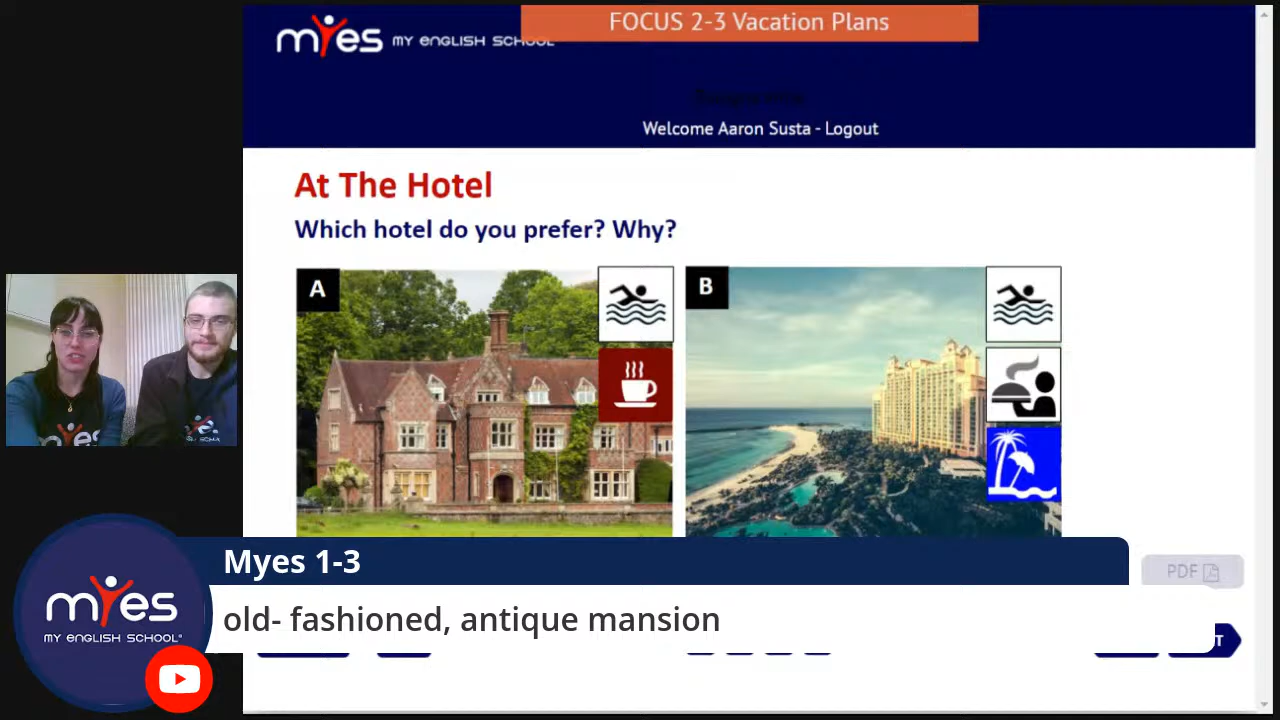 FOCUS 2-3 Vacation Plans
myes MY ENGLISH SCHOOL
Welcome Aaron Susta - Logout
At The Hotel
Which hotel do you prefer? Why?
A
B
myes
Myes 1-3
PDF
old- fashioned, antique mansion
myes
MY ENGLISH SCHOOL